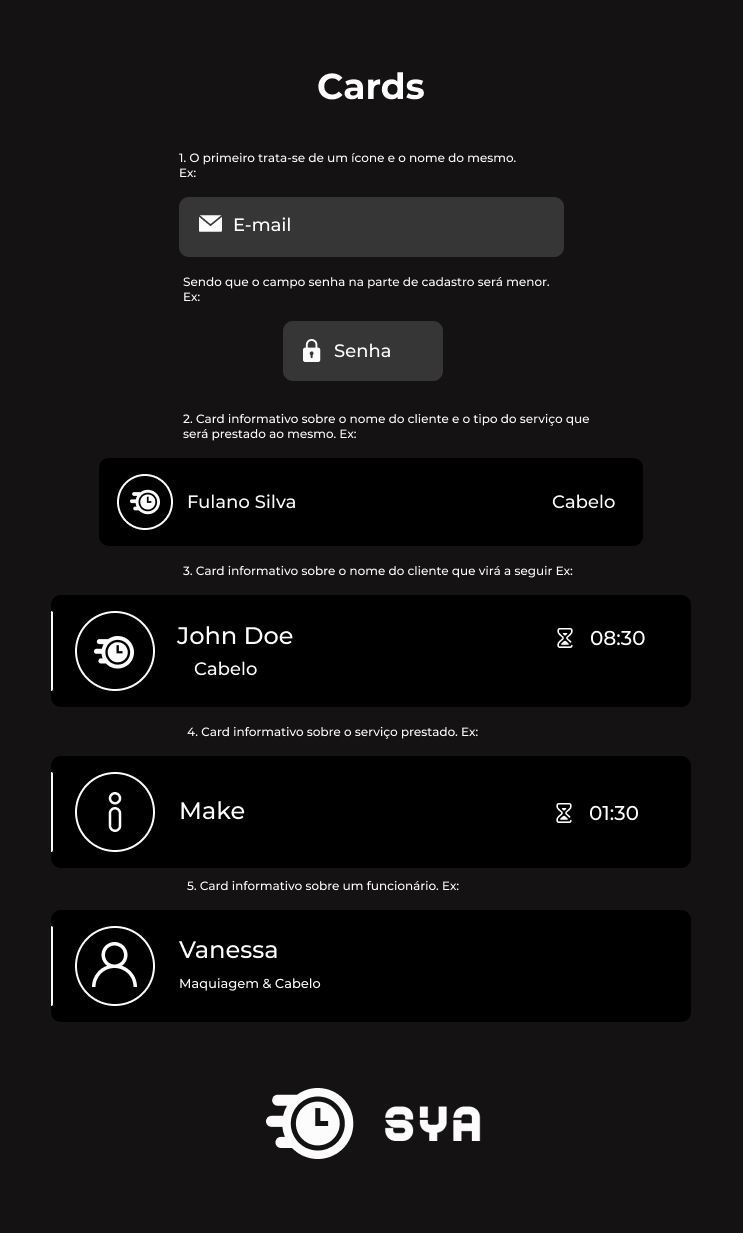 Cards
1. O primeiro trata-se de um ícone e o nome do mesmo.
Ex:
E-mail
Sendo que o campo senha na parte de cadastro será menor.
Ex:
Senha
2. Card informativo sobre o nome do cliente e o tipo do serviço que
será prestado ao mesmo. Ex:
Fulano Silva
Cabelo
3. Card informativo sobre o nome do cliente que virá a seguir Ex:
John Doe
08:30
Cabelo
4. Card informativo sobre o serviço prestado. Ex:
Make
01:30
5. Card informativo sobre um funcionário. Ex:
Vanessa
Maquiagem & Cabelo
SYA